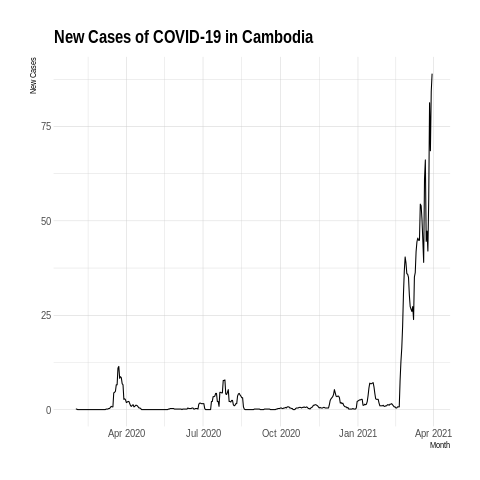 New Cases of COVID-19 in Cambodia
New Cases
75
50
25
0
Apr 2020 Jul 2020 Oct 2020 Jan 2021 Apr 2021
Month